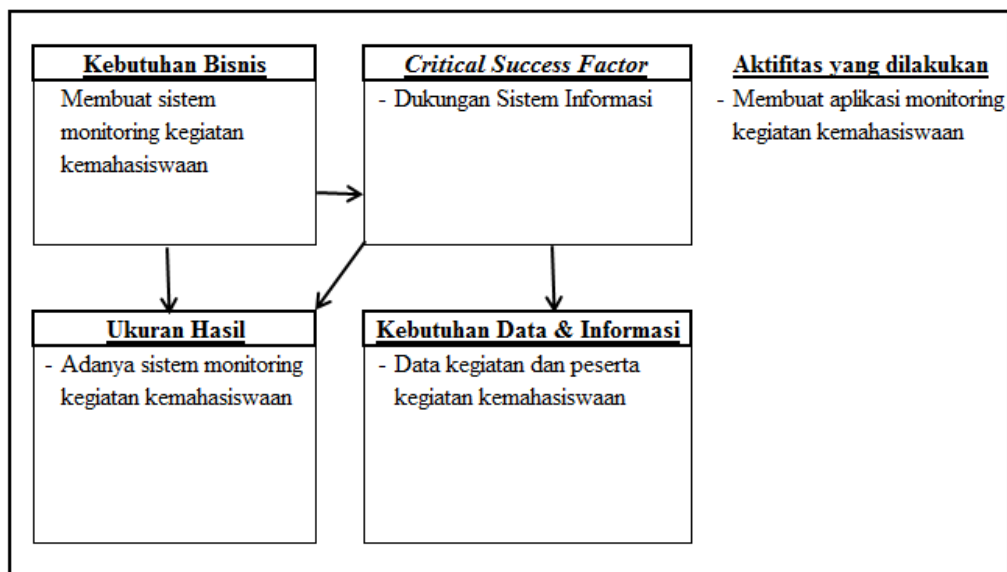 Kebutuhan Bisnis
Membuat sistem
monitoring kegiatan
kemahasiswaan
Critical Success Factor
- Dukungan Sistem Informasi
Aktifitas yang dilakukan
- Membuat aplikasi monitoring
kegiatan kemahasiswaan
Ukuran Hasil
- Adanya sistem monitoring
kegiatan kemahasiswaan
Kebutuhan Data & Informasi
- Data kegiatan dan peserta
kegiatan kemahasiswaan